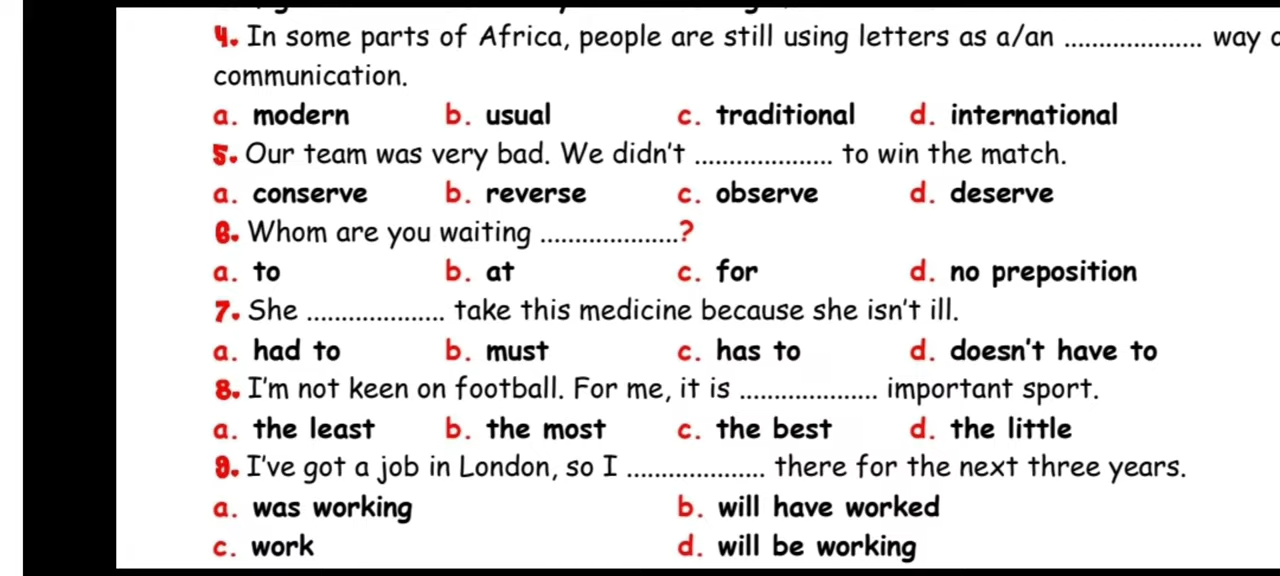 4. In some parts of Africa, people are still using letters as a/an .................... way
communication.
a. modern b. usual c. traditional d. international
5. Our team was very bad. We didn't .................... to win the match.
a. conserve b. reverse c. observe d. deserve
6. Whom are you waiting ....................?
a. to b. at c. for d. no preposition
7. She .................... take this medicine because she isn't ill.
a. had to b. must c. has to d. doesn't have to
8. I'm not keen on football. For me, it is .................... important sport.
a. the least b. the most c. the best d. the little
9. I've got a job in London, so I .................... there for the next three years.
a. was working b. will have worked
c. work d. will be working